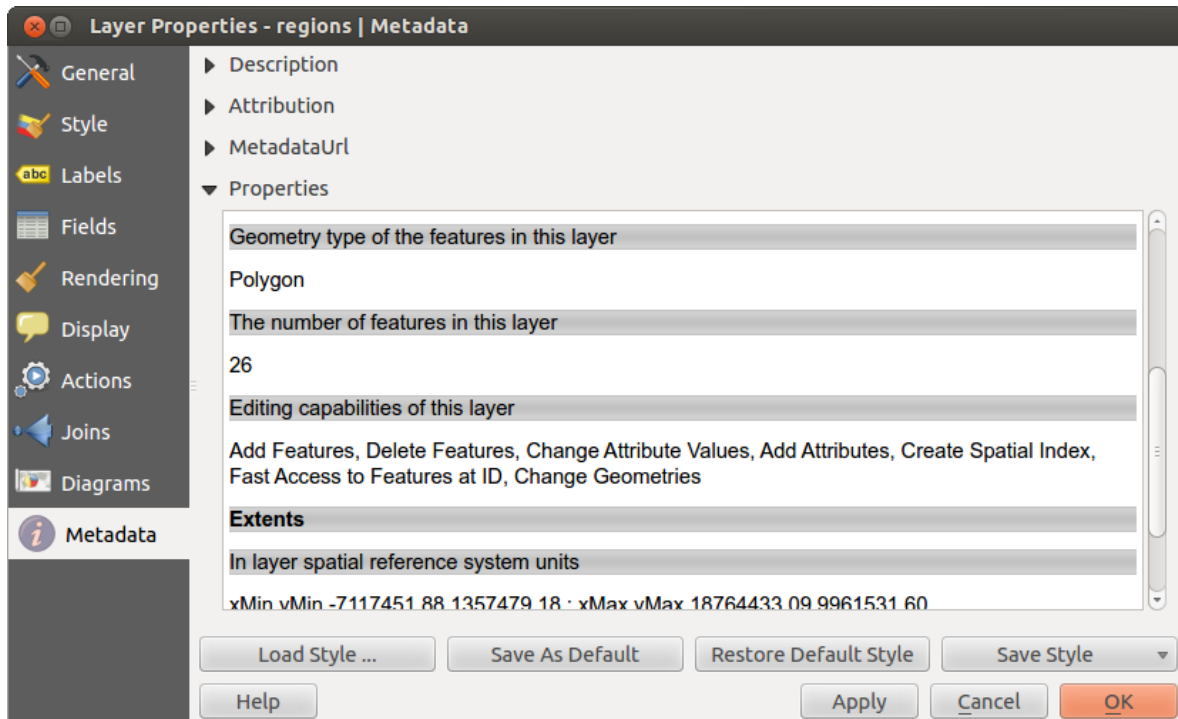 Layer Properties - regions | Metadata
General
Style
abc Labels
Fields
Rendering
Display
Actions
Joins
Diagrams
Metadata
Description
Attribution
MetadataUrl
Properties
Geometry type of the features in this layer
Polygon
The number of features in this layer
26
Editing capabilities of this layer
Add Features, Delete Features, Change Attribute Values, Add Attributes, Create Spatial Index,
Fast Access to Features at ID, Change Geometries
Extents
In layer spatial reference system units
xMin,yMin -7117451.88,1357479.18 : xMax,yMax 18764433.09,9961531.60
Load Style ...
Save As Default
Restore Default Style
Save Style
Help
Apply
Cancel
OK